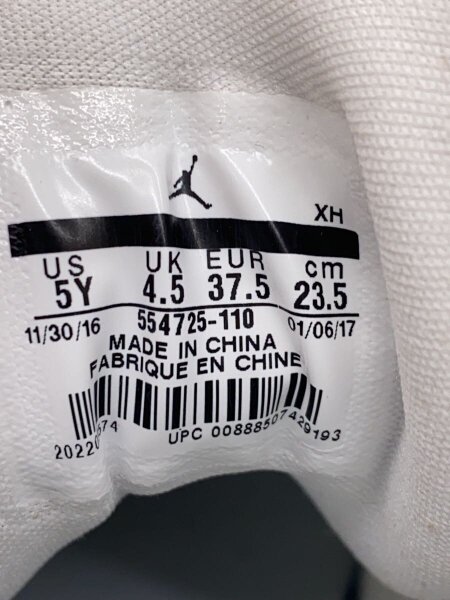 XH
US UK EUR cm
5Y 4.5 37.5 23.5
11/30/16 554725-110 01/06/17
MADE IN CHINA
FABRIQUE EN CHINE
UPC 00888507429193